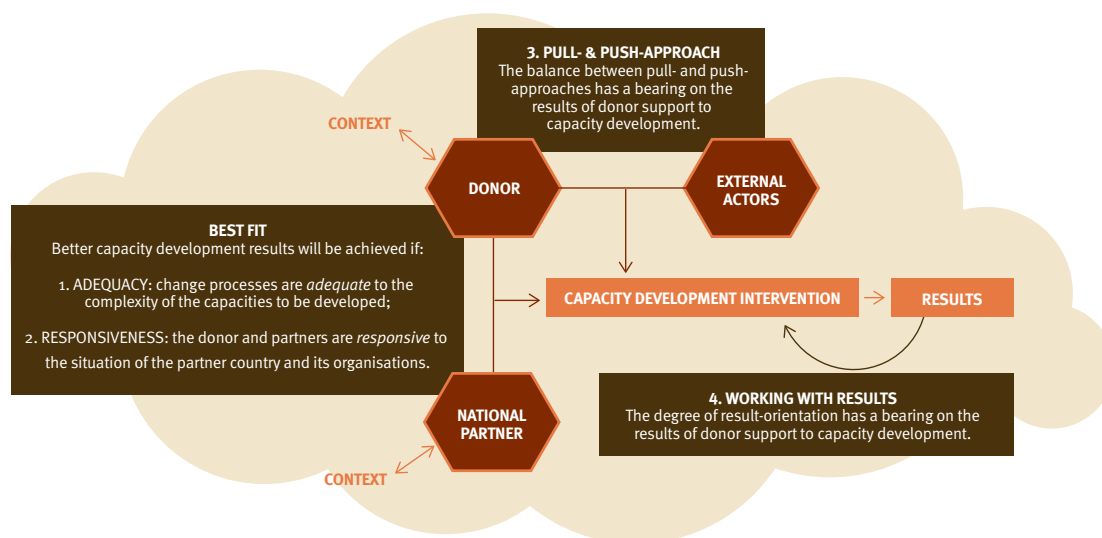 3. PULL- & PUSH-APPROACH
The balance between pull- and push-
approaches has a bearing on the
results of donor support to
capacity development.
CONTEXT
DONOR
EXTERNAL
ACTORS
BEST FIT
Better capacity development results will be achieved if:
1. ADEQUACY: change processes are adequate to the
complexity of the capacities to be developed;
2. RESPONSIVENESS: the donor and partners are responsive to
the situation of the partner country and its organisations.
CAPACITY DEVELOPMENT INTERVENTION
RESULTS
NATIONAL
PARTNER
4. WORKING WITH RESULTS
The degree of result-orientation has a bearing on the
results of donor support to capacity development.
CONTEXT